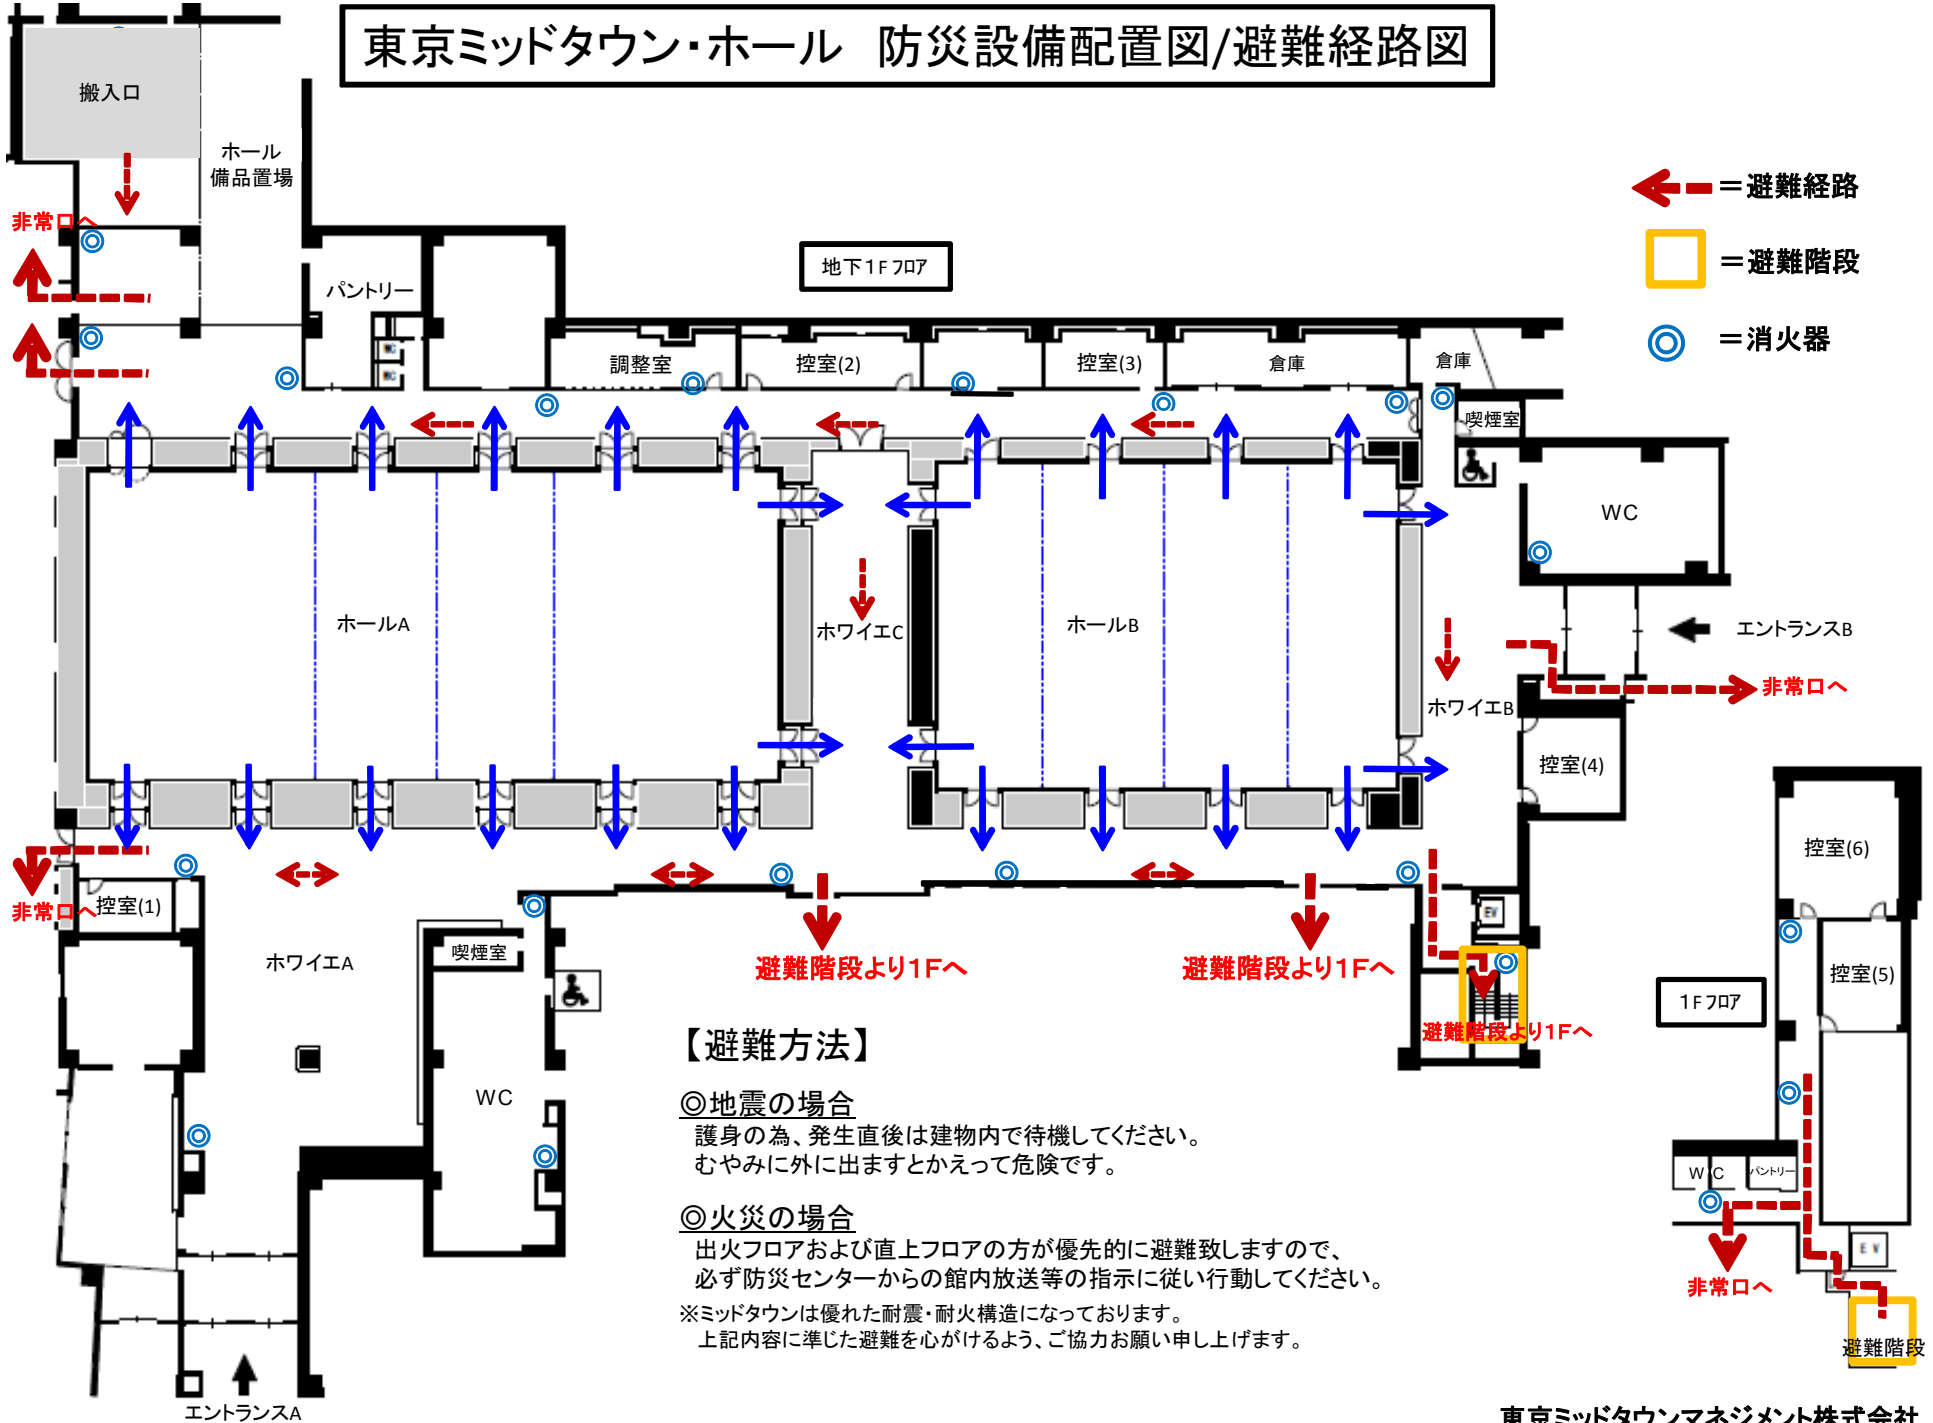 東京ミッドタウン・ホール　防災設備配置図/避難経路図
搬入口
ホール
備品置場
非常口へ
パントリー
地下1Fフロア
＝避難経路
＝避難階段
＝消火器
WC
WC
調整室
控室(2)
控室(3)
倉庫
倉庫
喫煙室
WC
ホールA
ホワイエC
ホールB
エントランスB
非常口へ
ホワイエB
控室(4)
控室(6)
控室(5)
1Fフロア
非常口へ
控室(1)
ホワイエA
喫煙室
EV
避難階段より1Fへ
避難階段より1Fへ
避難階段より1Fへ
WC
【避難方法】
◎地震の場合
護身の為、発生直後は建物内で待機してください。
むやみに外に出ますとかえって危険です。
◎火災の場合
出火フロアおよび直上フロアの方が優先的に避難致しますので、
必ず防災センターからの館内放送等の指示に従い行動してください。
※ミッドタウンは優れた耐震・耐火構造になっております。
上記内容に準じた避難を心がけるよう、ご協力お願い申し上げます。
WC
パントリー
EV
非常口へ
避難階段
エントランスA
東京ミッドタウンマネジメント株式会社